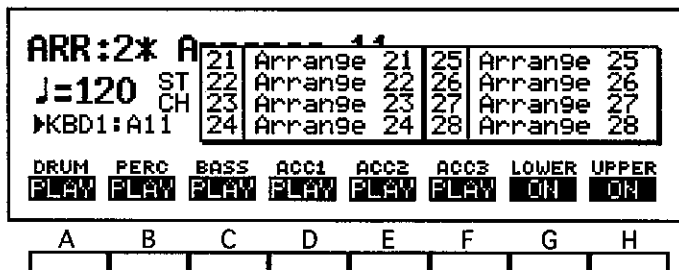 ARR:2* Arrange 11
♩=120 ST
CH
▶KBD1:A11
21 Arrange 21 25 Arrange 25
22 Arrange 22 26 Arrange 26
23 Arrange 23 27 Arrange 27
24 Arrange 24 28 Arrange 28
DRUM PERC BASS ACC1 ACC2 ACC3 LOWER UPPER
PLAY PLAY PLAY PLAY PLAY PLAY ON ON
A B C D E F G H